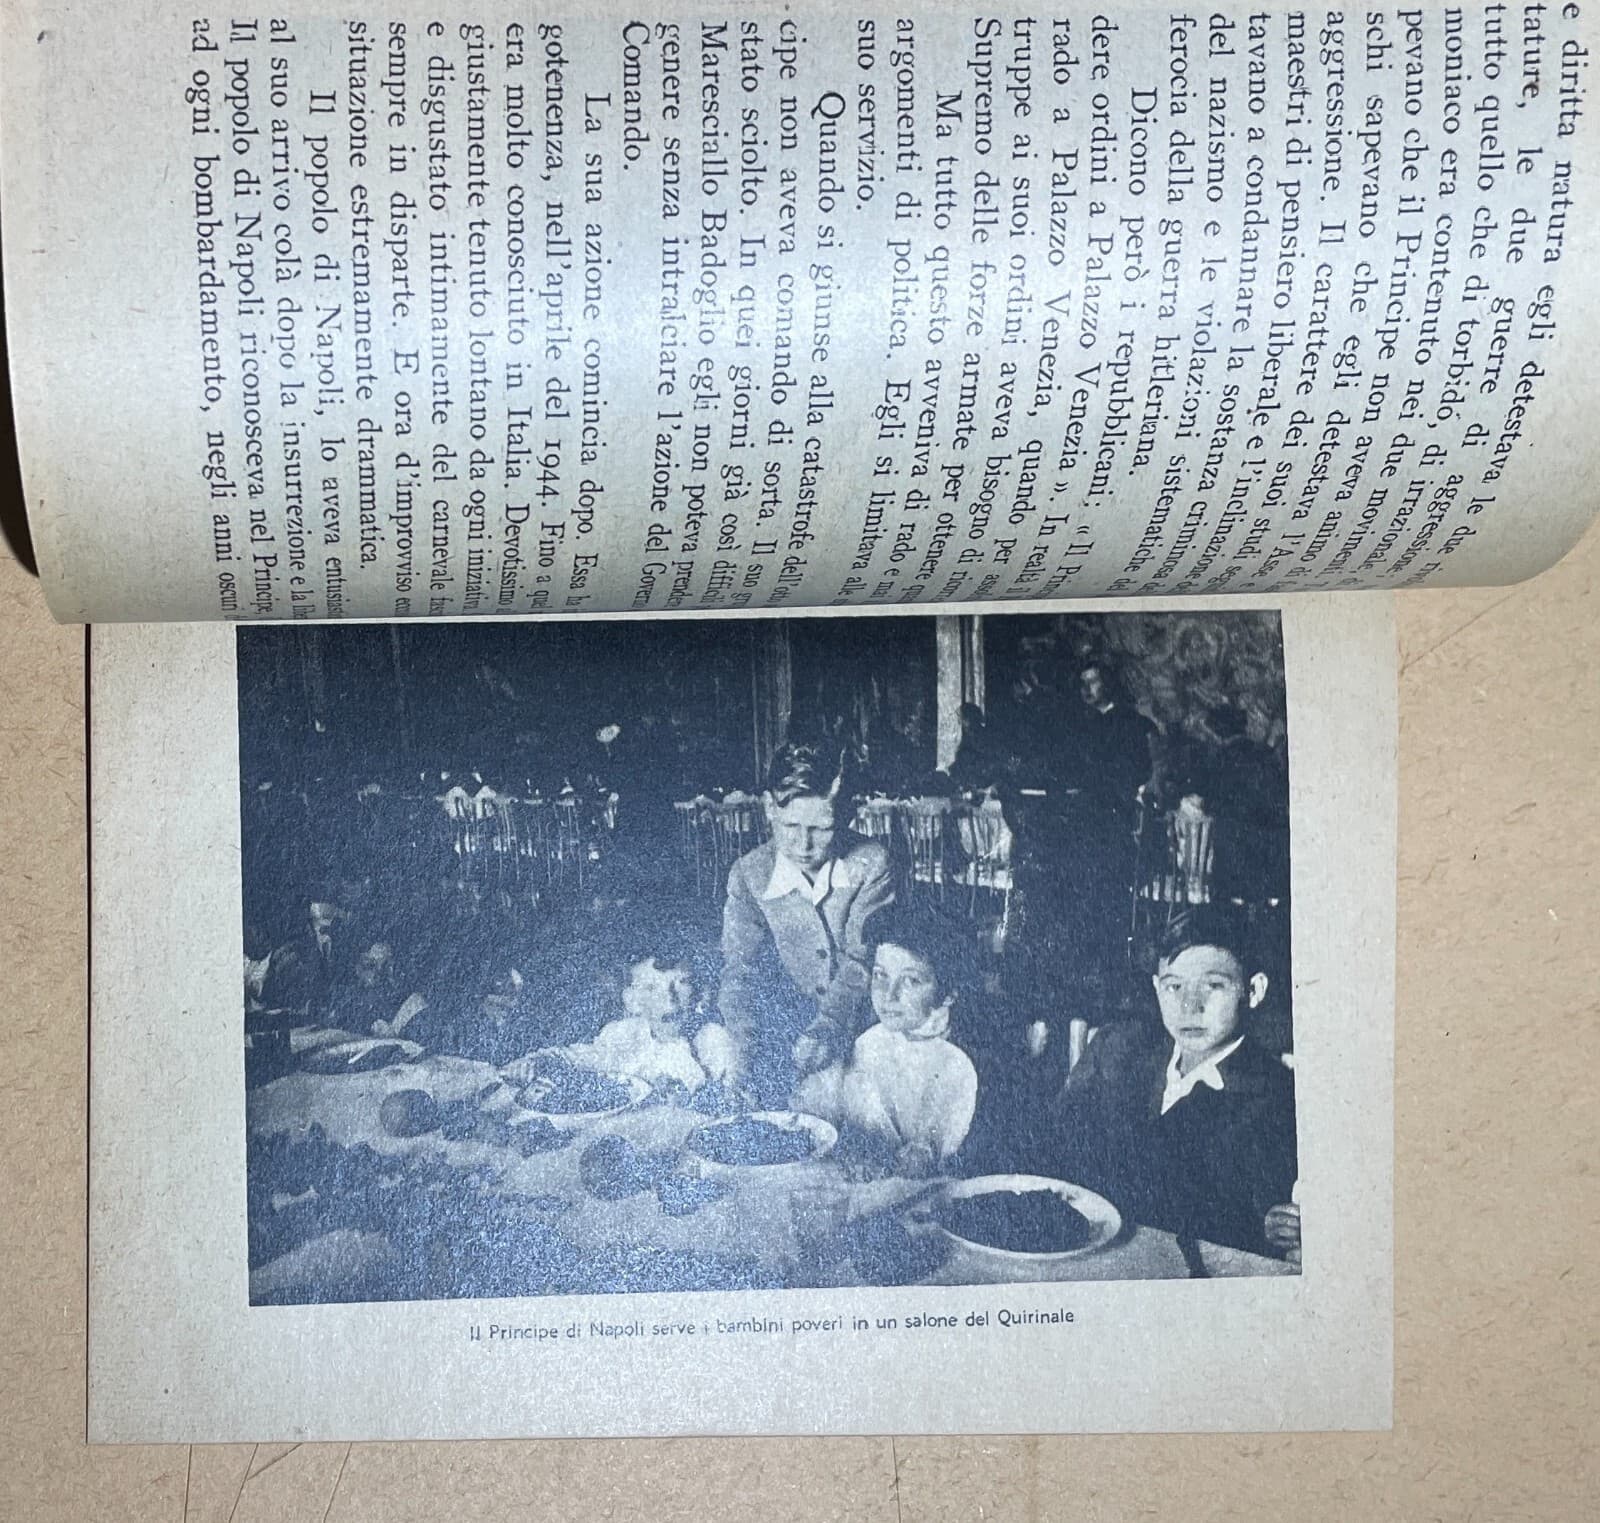 e diritta natura egli detestava le due
tature, le due guerre di aggressione,
tutto quello che di torbido, di irrazionale,
moniaco era contenuto nei due movimenti,
pevano che il Principe non aveva animo di
schi sapevano che egli detestava l'Asse
aggressione. Il carattere dei suoi studi
maestri di pensiero liberale e l'inclinazione
tavano a condannare la sostanza criminosa
del nazismo e le violazioni sistematiche
ferocia della guerra hitleriana.
Dicono però i repubblicani: « Il
dere ordini a Palazzo Venezia ». In realtà
rado a Palazzo Venezia, quando per
truppe ai suoi ordini aveva bisogno di
Supremo delle forze armate per ottenere
Ma tutto questo avveniva di rado e mai
argomenti di politica. Egli si limitava alle
suo servizio.
Quando si giunse alla catastrofe
cipe non aveva comando di sorta. Il suo
stato sciolto. In quei giorni già così difficili
Maresciallo Badoglio egli non poteva
genere senza intralciare l'azione del
Comando.
La sua azione comincia dopo. Essa
gotenenza, nell'aprile del 1944. Fino a
era molto conosciuto in Italia. Devotissimo
giustamente tenuto lontano da ogni
e disgustato intimamente del carnevale
sempre in disparte. E ora d'improvviso
situazione estremamente drammatica.
Il popolo di Napoli, lo aveva
al suo arrivo colà dopo la insurrezione e la
Il popolo di Napoli riconosceva nel Principe
ad ogni bombardamento, negli anni oscuri
Il Principe di Napoli serve i bambini poveri in un salone del Quirinale